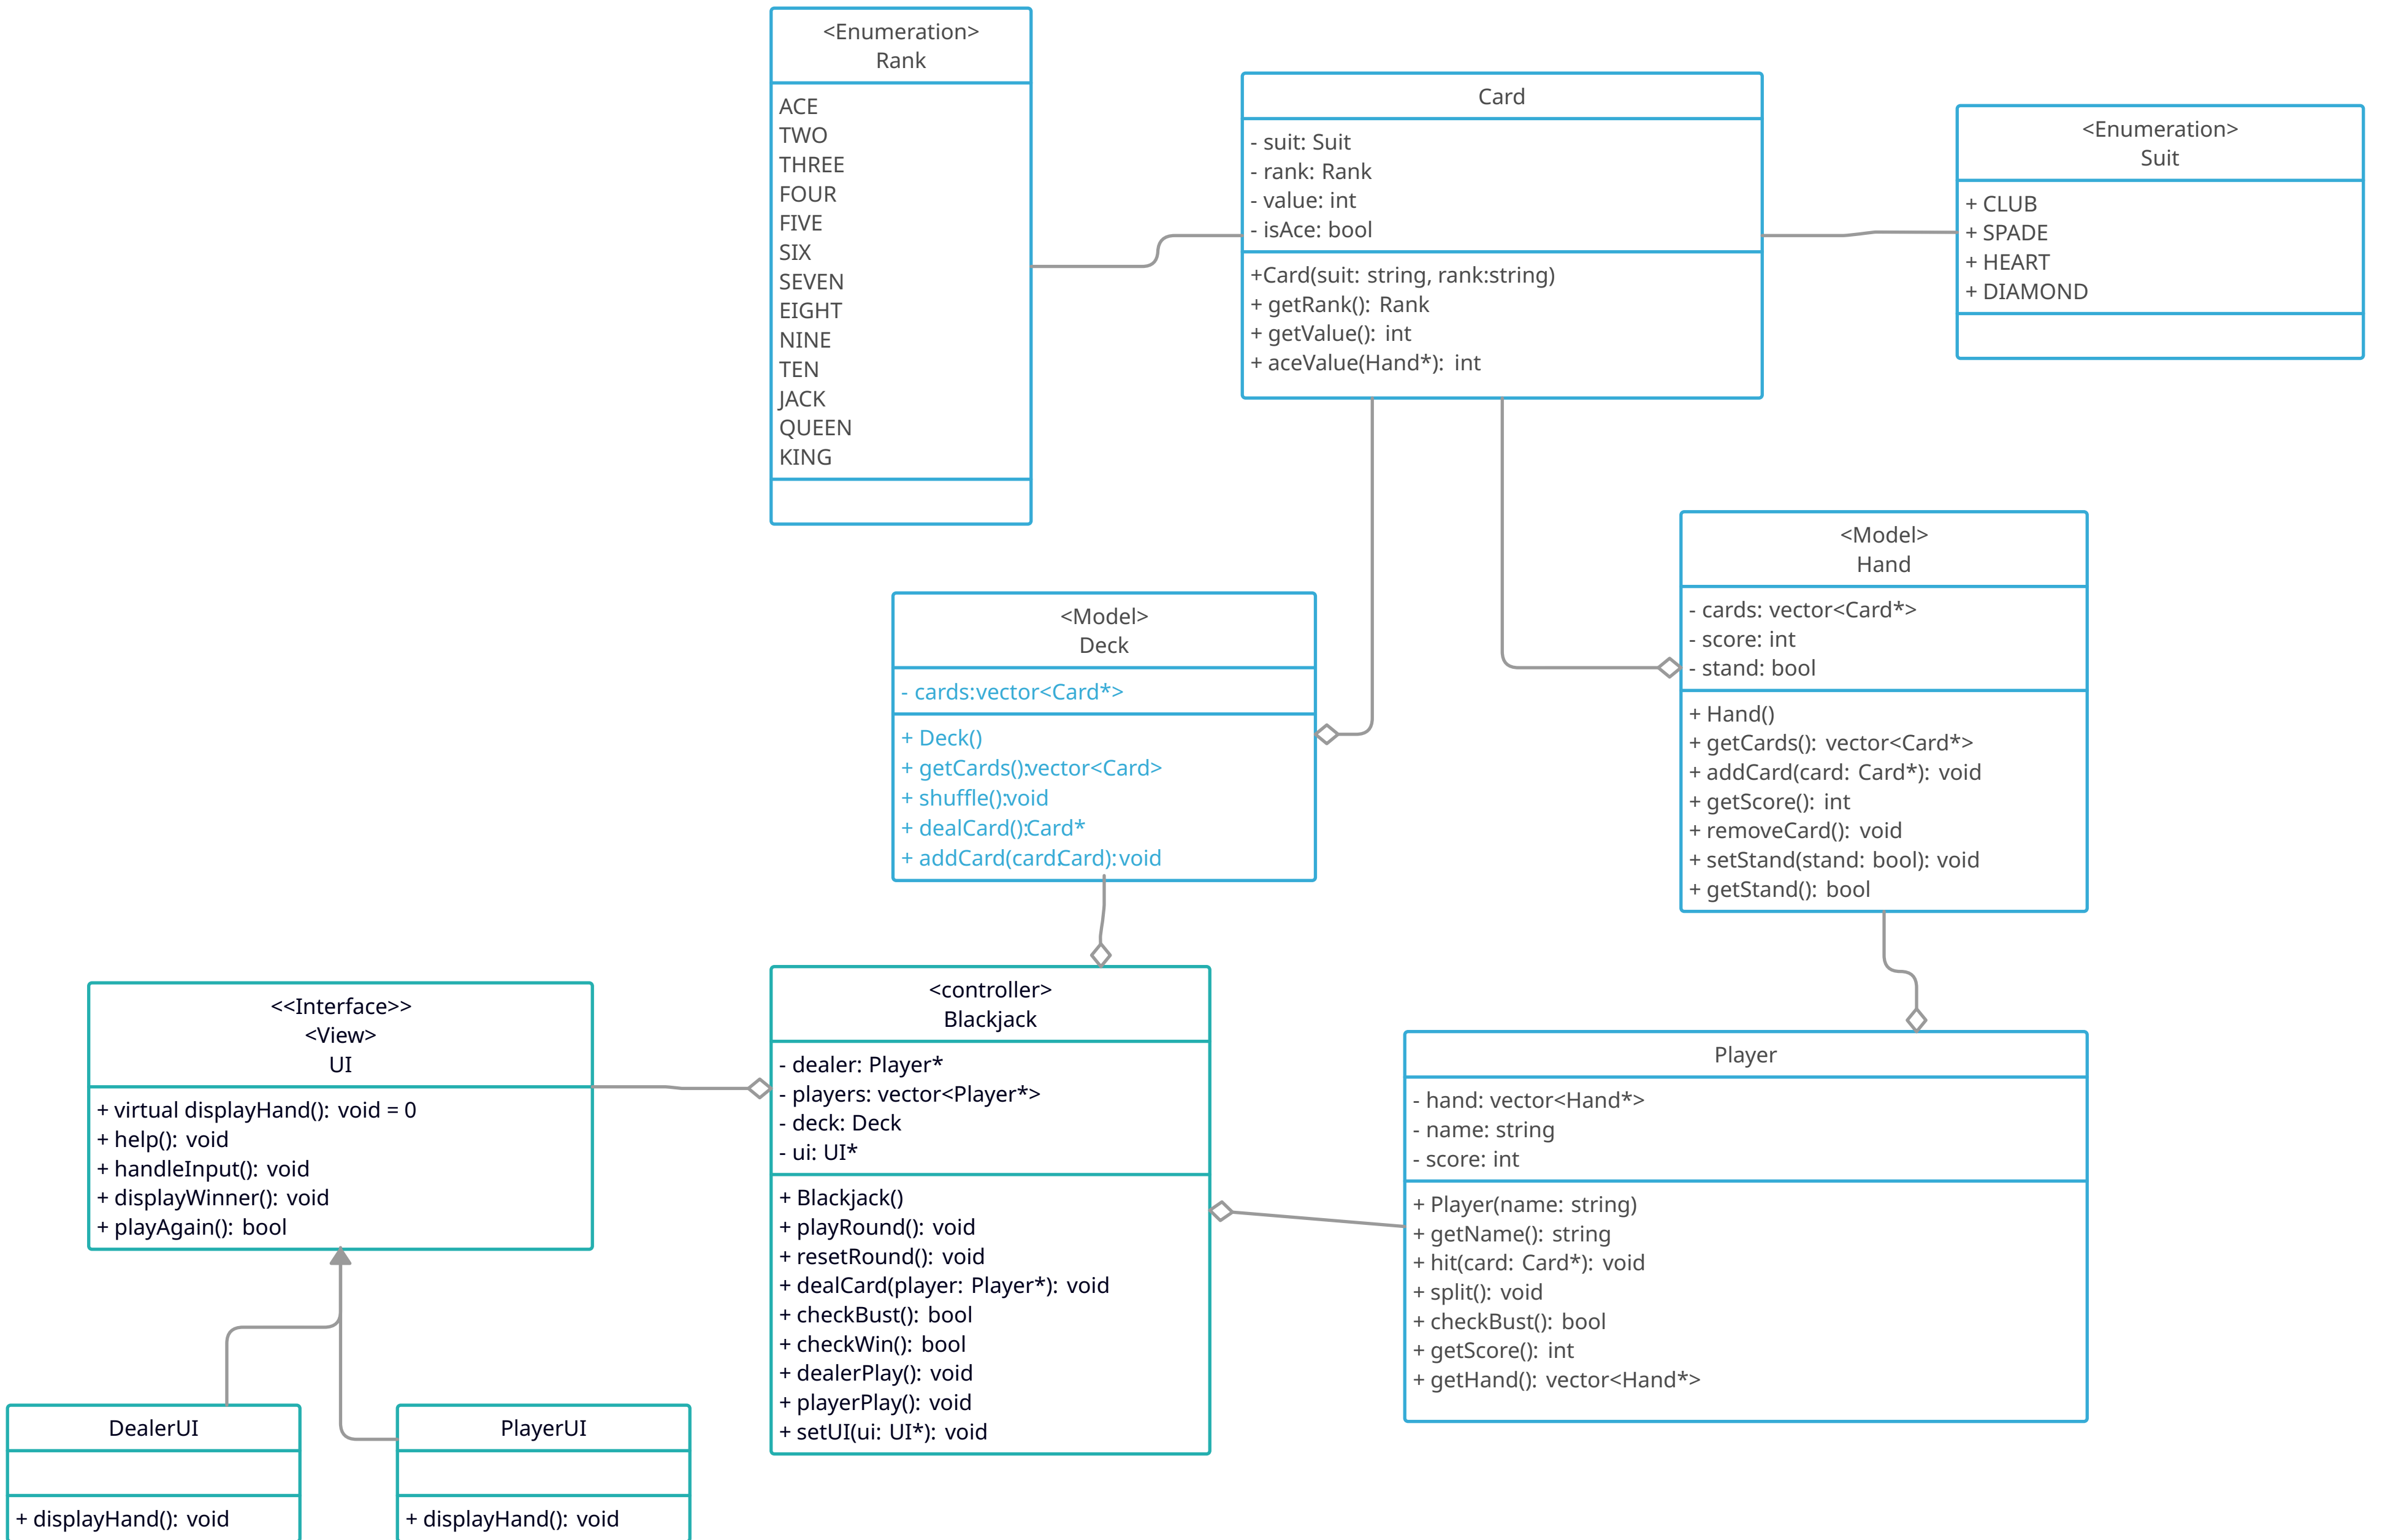 <Enumeration>
Rank
ACE
TWO
THREE
FOUR
FIVE
SIX
SEVEN
EIGHT
NINE
TEN
JACK
QUEEN
KING
Card
- suit: Suit
- rank: Rank
- value: int
- isAce: bool
+Card(suit: string, rank:string)
+ getRank(): Rank
+ getValue(): int
+ aceValue(Hand*): int
<Enumeration>
Suit
+ CLUB
+ SPADE
+ HEART
+ DIAMOND
<Model>
Hand
- cards: vector<Card*>
- score: int
- stand: bool
+ Hand()
+ getCards(): vector<Card*>
+ addCard(card: Card*): void
+ getScore(): int
+ removeCard(): void
+ setStand(stand: bool): void
+ getStand(): bool
<Model>
Deck
- cards:vector<Card*>
+ Deck()
+ getCards():vector<Card>
+ shuffle():void
+ dealCard():Card*
+ addCard(card:Card): void
<<Interface>>
<View>
UI
+ virtual displayHand(): void = 0
+ help(): void
+ handleInput(): void
+ displayWinner(): void
+ playAgain(): bool
<controller>
Blackjack
- dealer: Player*
- players: vector<Player*>
- deck: Deck
- ui: UI*
+ Blackjack()
+ playRound(): void
+ resetRound(): void
+ dealCard(player: Player*): void
+ checkBust(): bool
+ checkWin(): bool
+ dealerPlay(): void
+ playerPlay(): void
+ setUI(ui: UI*): void
Player
- hand: vector<Hand*>
- name: string
- score: int
+ Player(name: string)
+ getName(): string
+ hit(card: Card*): void
+ split(): void
+ checkBust(): bool
+ getScore(): int
+ getHand(): vector<Hand*>
DealerUI
+ displayHand(): void
PlayerUI
+ displayHand(): void